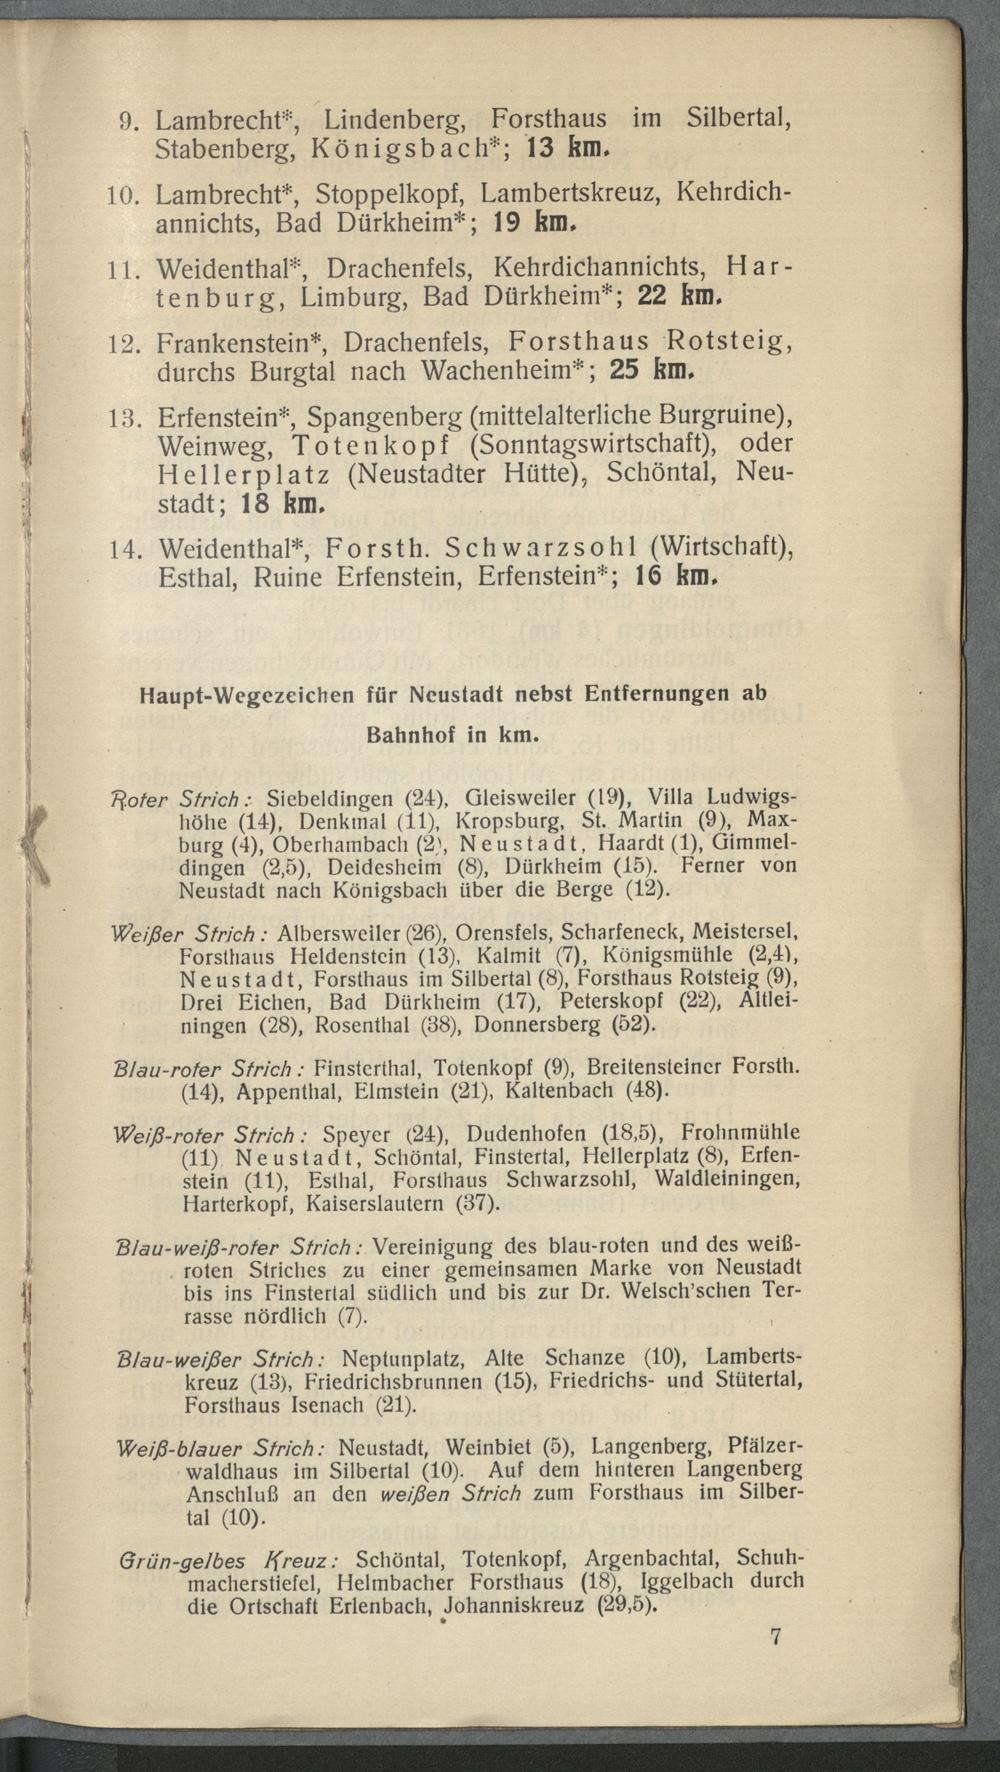 9. Lambrecht*, Lindenberg, Forsthaus im Silbertal,
Stabenberg, Königsbach*; 13 km.
10. Lambrecht*, Stoppelkopf, Lambertskreuz, Kehrdich-
annichts, Bad Dürkheim*; 19 km.
11. Weidenthal*, Drachenfels, Kehrdichannichts, Har-
tenburg, Limburg, Bad Dürkheim*; 22 km.
12. Frankenstein*, Drachenfels, Forsthaus Rotsteig,
durchs Burgtal nach Wachenheim*; 25 km.
13. Erfenstein*, Spangenberg (mittelalterliche Burgruine),
Weinweg, Totenkopf (Sonntagswirtschaft), oder
Hellerplatz (Neustadter Hütte), Schöntal, Neu-
stadt; 18 km.
14. Weidenthal*, Forsth. Schwarzsohl (Wirtschaft),
Esthal, Ruine Erfenstein, Erfenstein*; 16 km.
Haupt-Wegezeichen für Neustadt nebst Entfernungen ab
Bahnhof in km.
Roter Strich: Siebeldingen (24), Gleisweiler (19), Villa Ludwigs-
höhe (14), Denkmal (11), Kropsburg, St. Martin (9), Max-
burg (4), Oberhambach (2), Neustadt, Haardt (1), Gimmel-
dingen (2,5), Deidesheim (8), Dürkheim (15). Ferner von
Neustadt nach Königsbach über die Berge (12).
Weißer Strich: Albersweiler (26), Orensfels, Scharfeneck, Meistersel,
Forsthaus Heldenstein (13), Kalmit (7), Königsmühle (2,4),
Neustadt, Forsthaus im Silbertal (8), Forsthaus Rotsteig (9),
Drei Eichen, Bad Dürkheim (17), Peterskopf (22), Altlei-
ningen (28), Rosenthal (38), Donnersberg (52).
Blau-roter Strich: Finsterthal, Totenkopf (9), Breitensteiner Forsth.
(14), Appenthal, Elmstein (21), Kaltenbach (48).
Weiß-roter Strich: Speyer (24), Dudenhofen (18,5), Frohnmühle
(11), Neustadt, Schöntal, Finstertal, Hellerplatz (8), Erfen-
stein (11), Esthal, Forsthaus Schwarzsohl, Waldleiningen,
Harterkopf, Kaiserslautern (37).
Blau-weiß-roter Strich: Vereinigung des blau-roten und des weiß-
roten Striches zu einer gemeinsamen Marke von Neustadt
bis ins Finstertal südlich und bis zur Dr. Welsch'schen Ter-
rasse nördlich (7).
Blau-weißer Strich: Neptunplatz, Alte Schanze (10), Lamberts-
kreuz (13), Friedrichsbrunnen (15), Friedrichs- und Stütertal,
Forsthaus Isenach (21).
Weiß-blauer Strich: Neustadt, Weinbiet (5), Langenberg, Pfälzer-
waldhaus im Silbertal (10). Auf dem hinteren Langenberg
Anschluß an den weißen Strich zum Forsthaus im Silber-
tal (10).
Grün-gelbes Kreuz: Schöntal, Totenkopf, Argenbachtal, Schuh-
macherstiefel, Helmbacher Forsthaus (18), Iggelbach durch
die Ortschaft Erlenbach, Johanniskreuz (29,5).
7